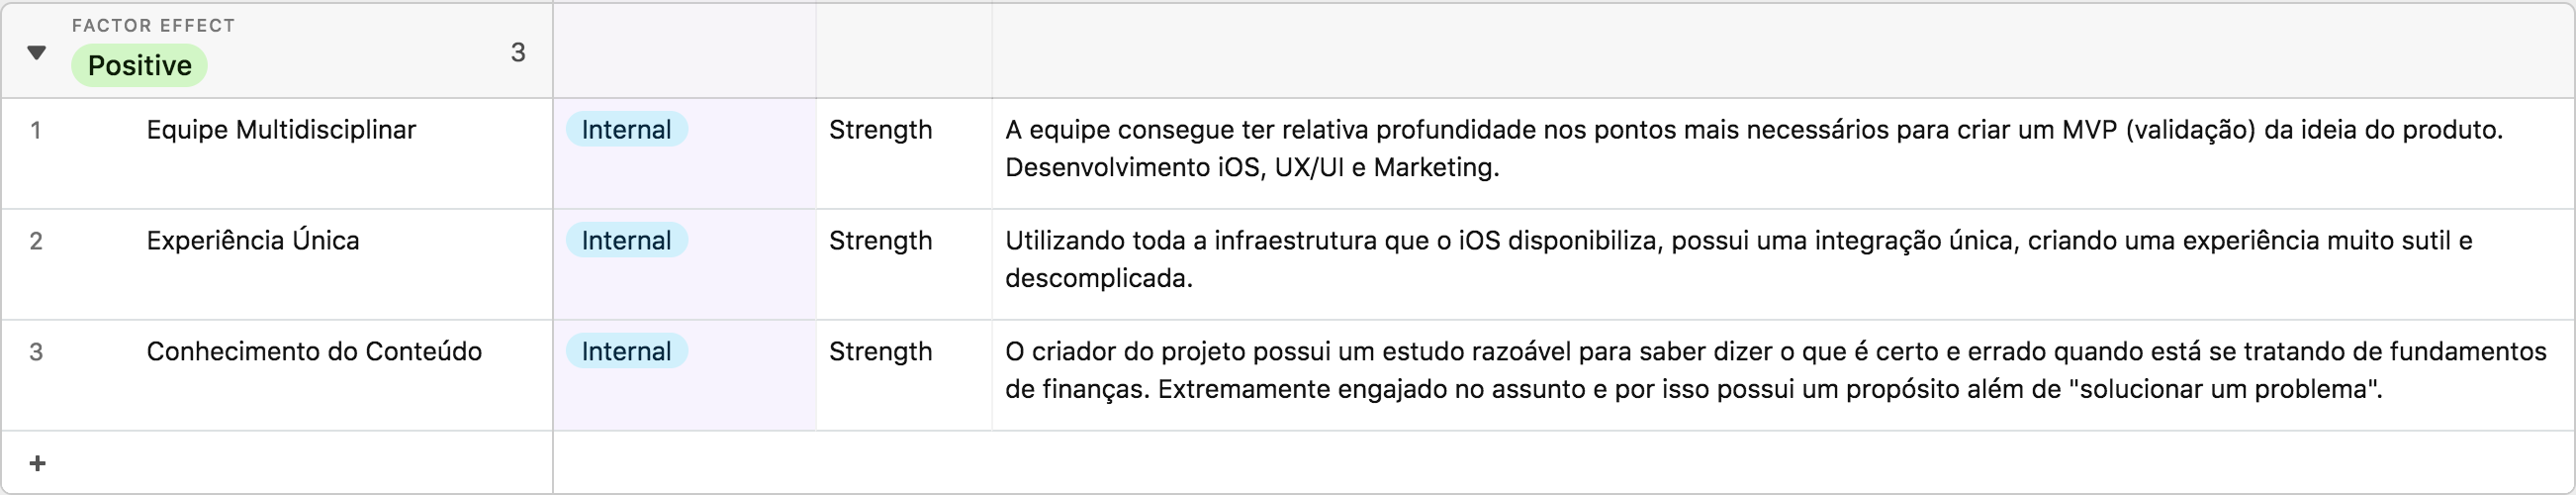 FACTOR EFFECT
Positive
3
1 Equipe Multidisciplinar Internal Strength A equipe consegue ter relativa profundidade nos pontos mais necessários para criar um MVP (validação) da ideia do produto.
Desenvolvimento iOS, UX/UI e Marketing.
2 Experiência Única Internal Strength Utilizando toda a infraestrutura que o iOS disponibiliza, possui uma integração única, criando uma experiência muito sutil e
descomplicada.
3 Conhecimento do Conteúdo Internal Strength O criador do projeto possui um estudo razoável para saber dizer o que é certo e errado quando está se tratando de fundamentos
de finanças. Extremamente engajado no assunto e por isso possui um propósito além de "solucionar um problema".
+